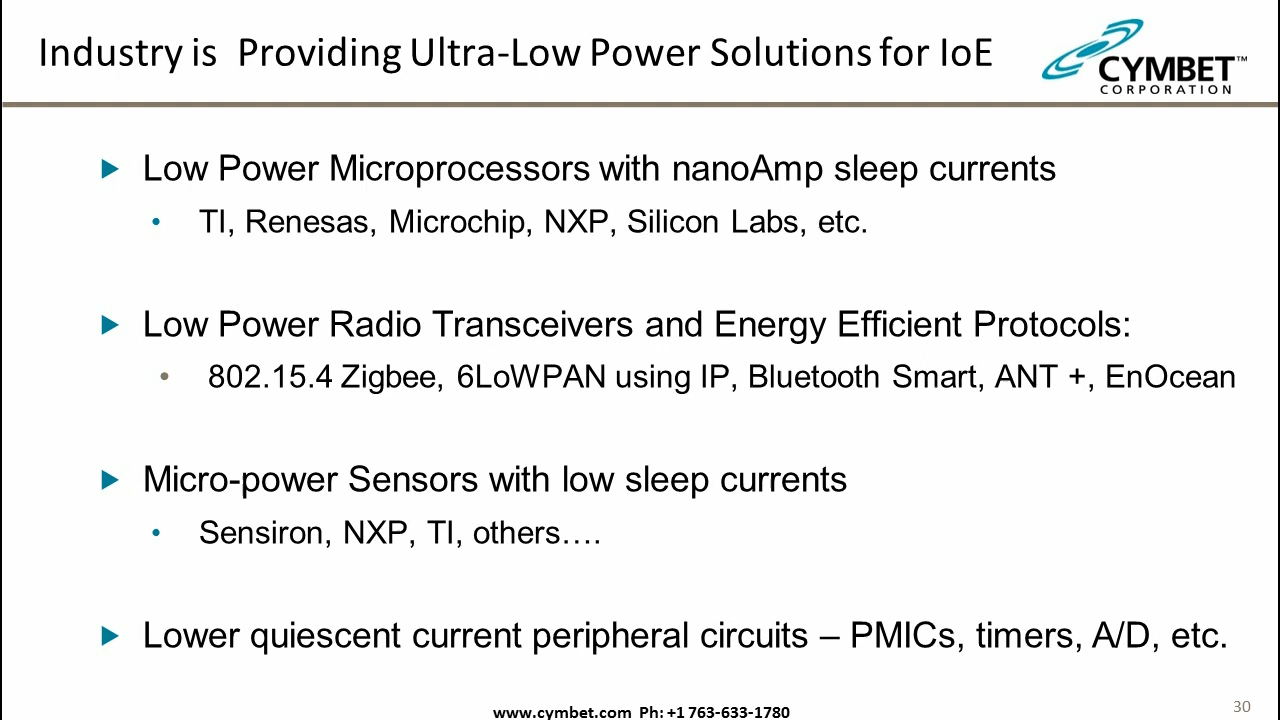 Industry is  Providing Ultra-Low Power Solutions for IoE
CYMBET™
CORPORATION
Low Power Microprocessors with nanoAmp sleep currents
• TI, Renesas, Microchip, NXP, Silicon Labs, etc.
Low Power Radio Transceivers and Energy Efficient Protocols:
• 802.15.4 Zigbee, 6LoWPAN using IP, Bluetooth Smart, ANT +, EnOcean
Micro-power Sensors with low sleep currents
• Sensiron, NXP, TI, others….
Lower quiescent current peripheral circuits – PMICs, timers, A/D, etc.
www.cymbet.com  Ph: +1 763-633-1780
30